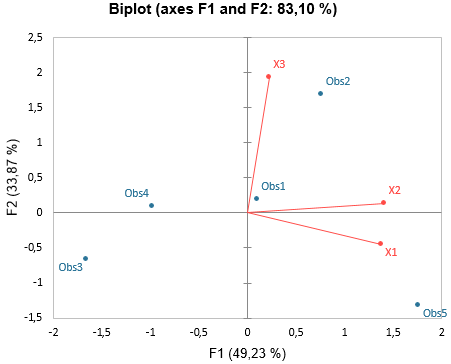 Biplot (axes F1 and F2: 83,10 %)
2,5
2
1,5
1
0,5
0
-0,5
-1
-1,5
F2 (33,87 %)
X3
Obs2
Obs4
Obs1
X2
X1
Obs3
Obs5
-2
-1,5
-1
-0,5
0
0,5
1
1,5
2
F1 (49,23 %)